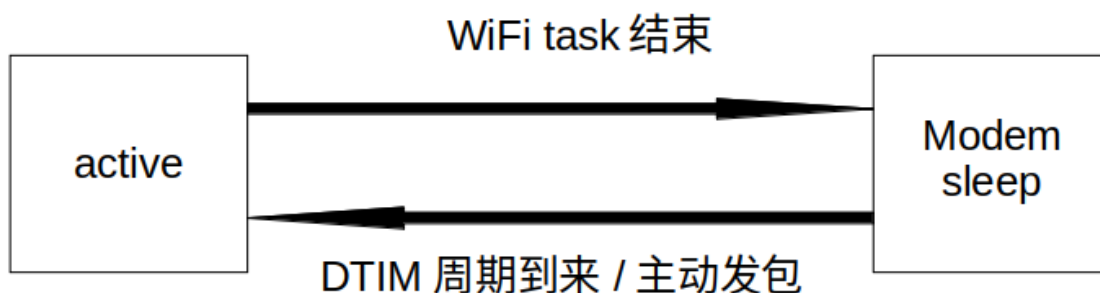 WiFi task 结束
active
Modem
sleep
DTIM 周期到来 / 主动发包